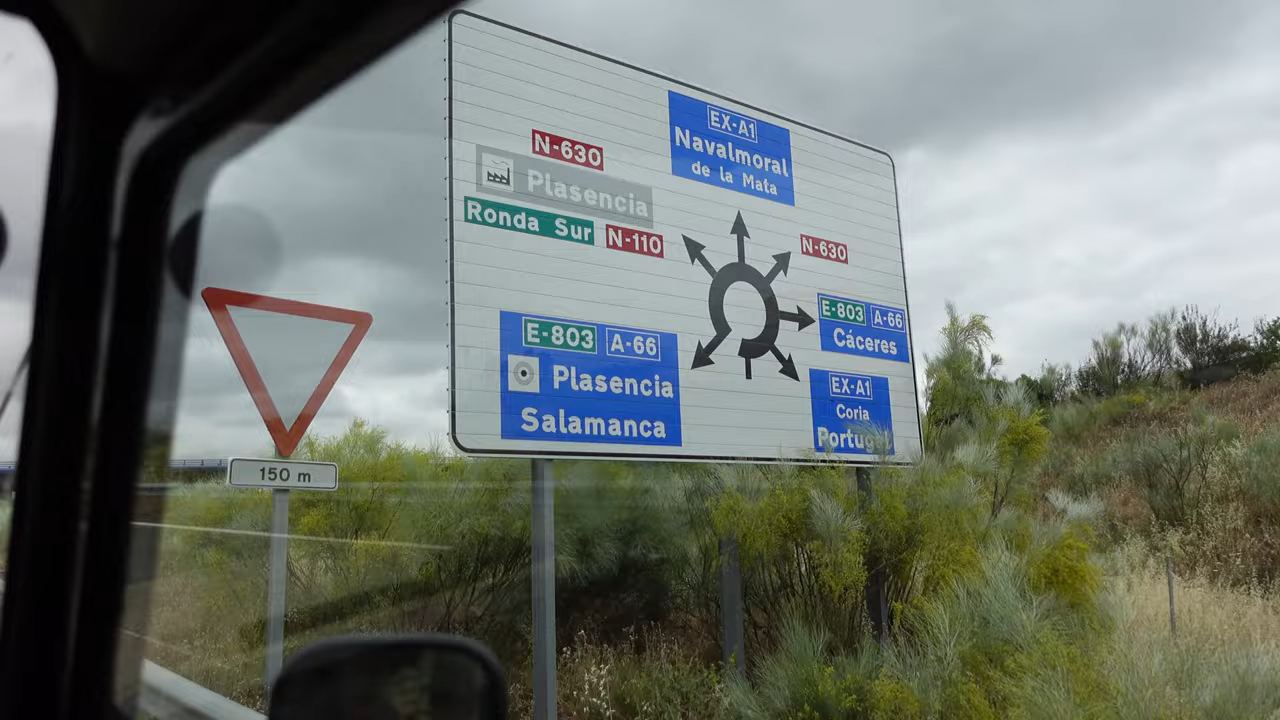 EX-A1
Navalmoral
de la Mata
N-630
Plasencia
Ronda Sur N-110
N-630
E-803 A-66
Cáceres
E-803 A-66
Plasencia
Salamanca
EX-A1
Coria
Portugal
150 m